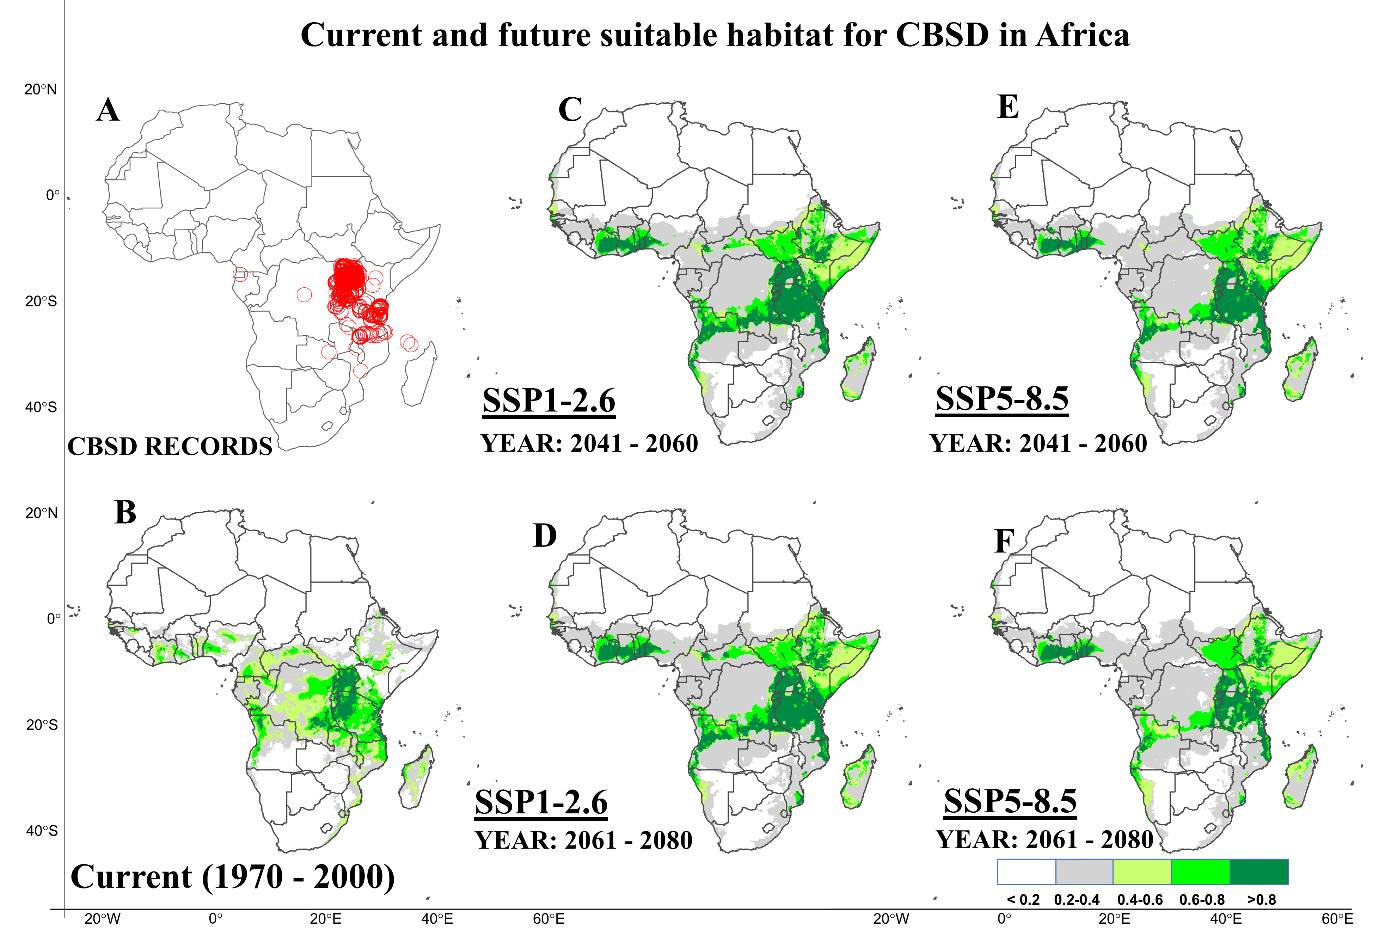 Current and future suitable habitat for CBSD in Africa
20°N
A
C
E
0°
20°S
40°S
SSP1-2.6
SSP5-8.5
CBSD RECORDS
YEAR: 2041 - 2060
YEAR: 2041 - 2060
20°N
B
D
F
0°
20°S
40°S
SSP1-2.6
SSP5-8.5
YEAR: 2061 - 2080
YEAR: 2061 - 2080
Current (1970 - 2000)
< 0.2 0.2-0.4 0.4-0.6 0.6-0.8 >0.8
20°W 0° 20°E 40°E 60°E 20°W 0° 20°E 40°E 60°E